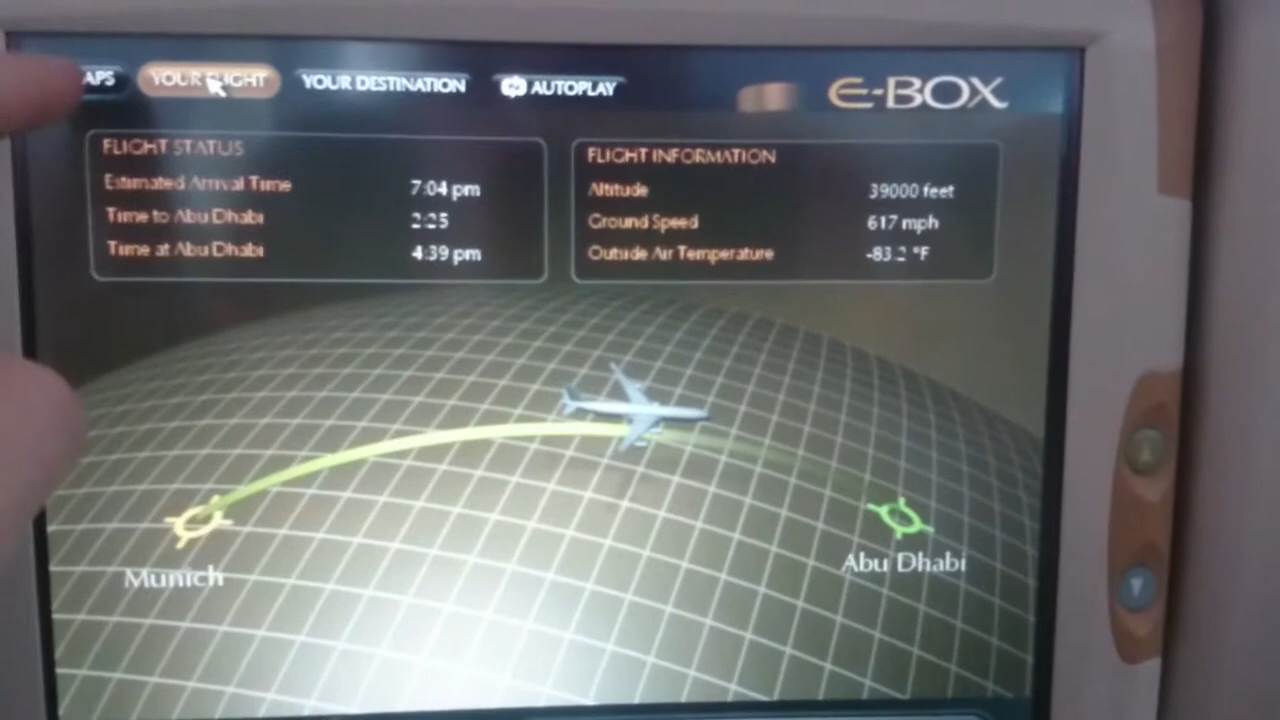 APS YOUR FLIGHT YOUR DESTINATION AUTOPLAY
E-BOX
FLIGHT STATUS
Estimated Arrival Time 7:04 pm
Time to Abu Dhabi 2:25
Time at Abu Dhabi 4:39 pm
FLIGHT INFORMATION
Altitude 39000 feet
Ground Speed 617 mph
Outside Air Temperature -83.2 °F
Munich
Abu Dhabi